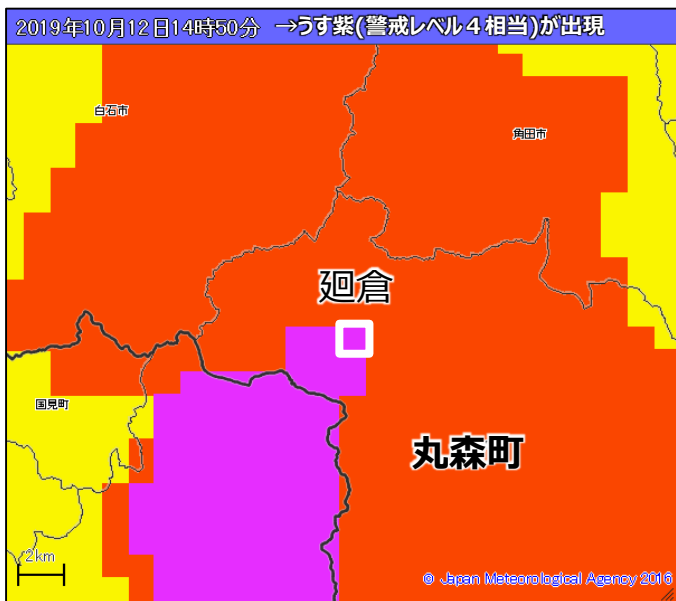 2019年10月12日14時50分 →うす紫(警戒レベル4相当)が出現
白石市
角田市
廻倉
国見町
丸森町
2km
© Japan Meteorological Agency 2016